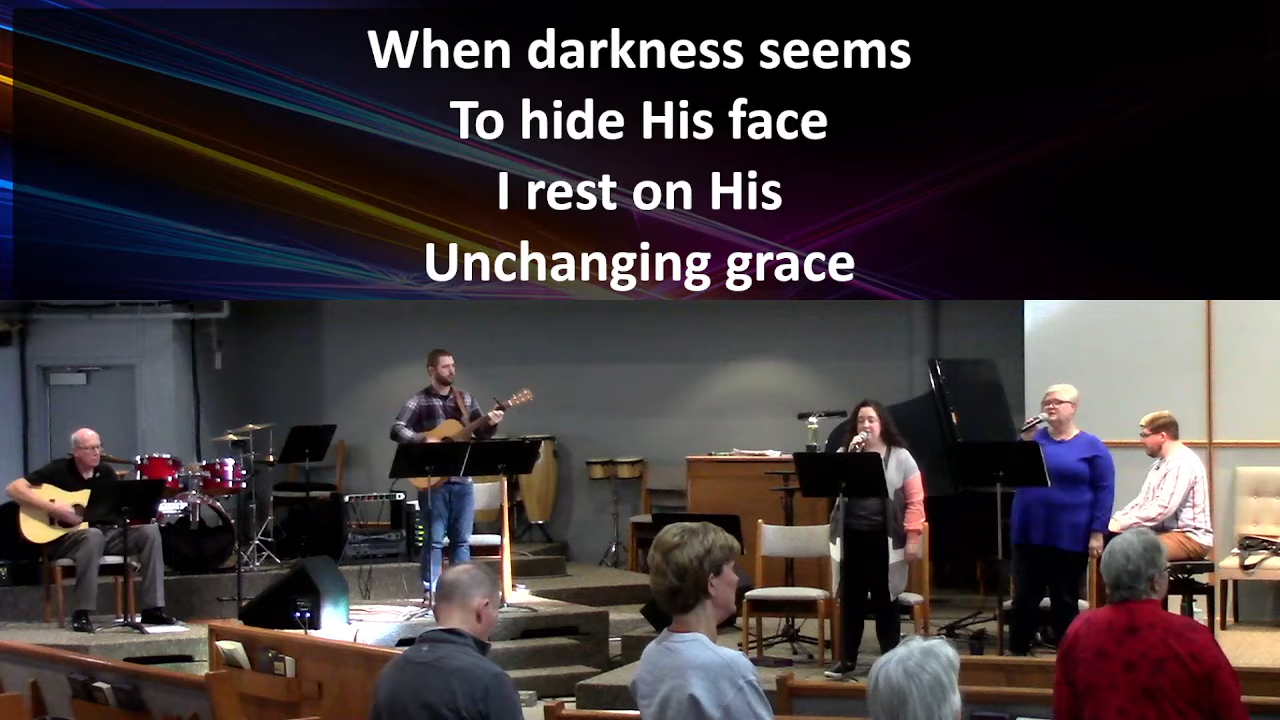 When darkness seems
To hide His face
I rest on His
Unchanging grace